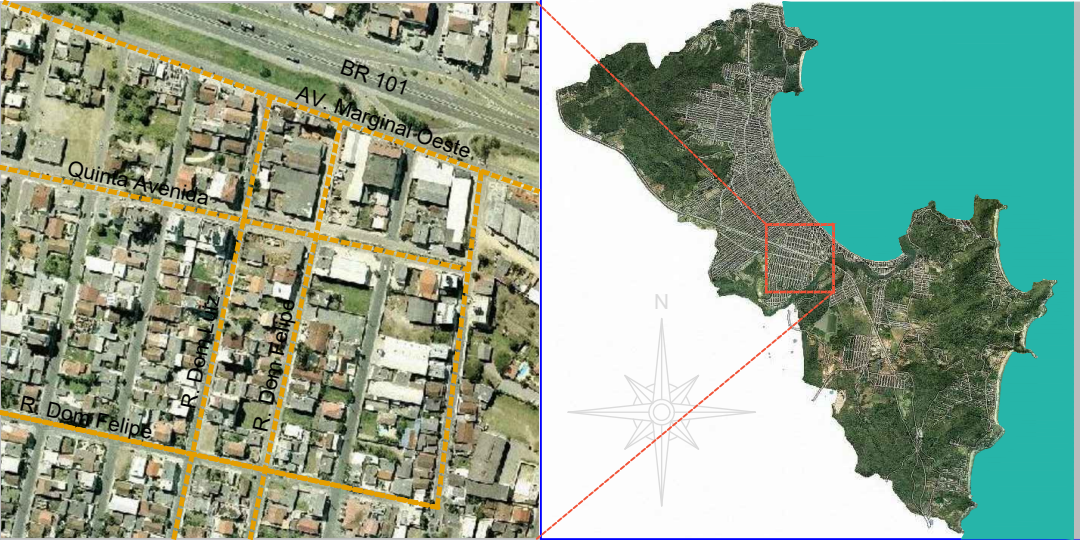 BR 101
AV. Marginal Oeste
Quinta Avenida
R. Dom Luiz
R. Dom Felipe
R. Dom Felipe
N